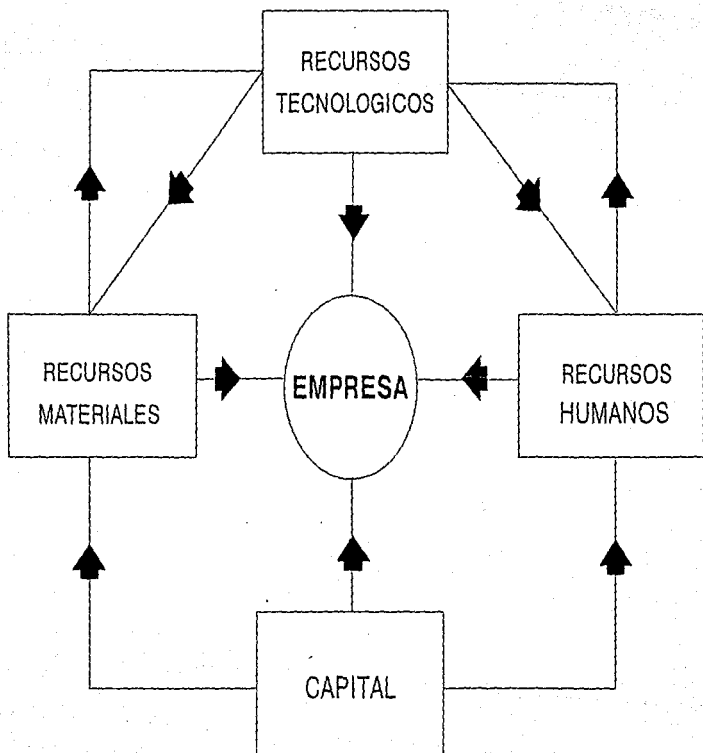 RECURSOS
TECNOLOGICOS
RECURSOS
MATERIALES
EMPRESA
RECURSOS
HUMANOS
CAPITAL